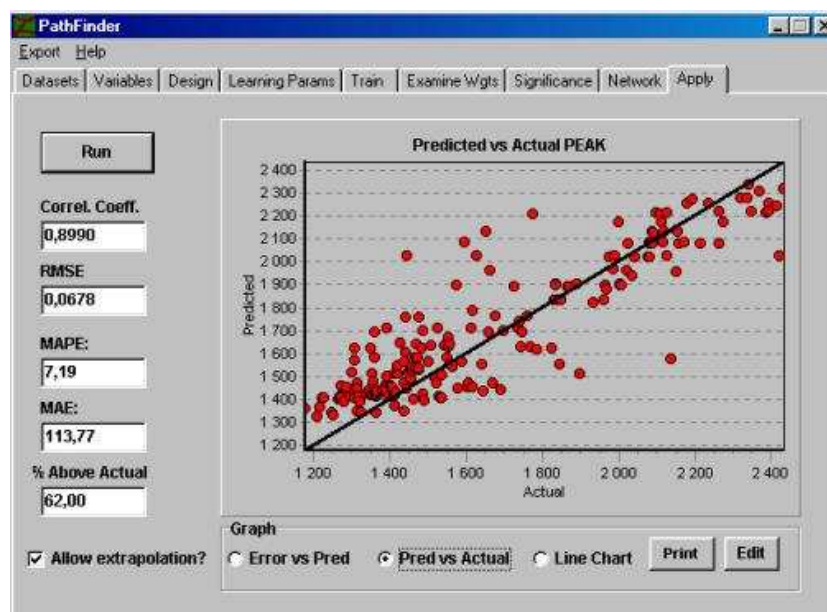 PathFinder
Export Help
Datasets Variables Design Learning Params Train Examine Wgts Significance Network Apply
Run
Correl. Coeff.
0,8990
RMSE
0,0678
MAPE:
7,19
MAE:
113,77
% Above Actual
62,00
Allow extrapolation?
Predicted vs Actual PEAK
Predicted
2 400
2 300
2 200
2 100
2 000
1 900
1 800
1 700
1 600
1 500
1 400
1 300
1 200
1 200 1 400 1 600 1 800 2 000 2 200 2 400
Actual
Graph
Error vs Pred Pred vs Actual Line Chart Print Edit